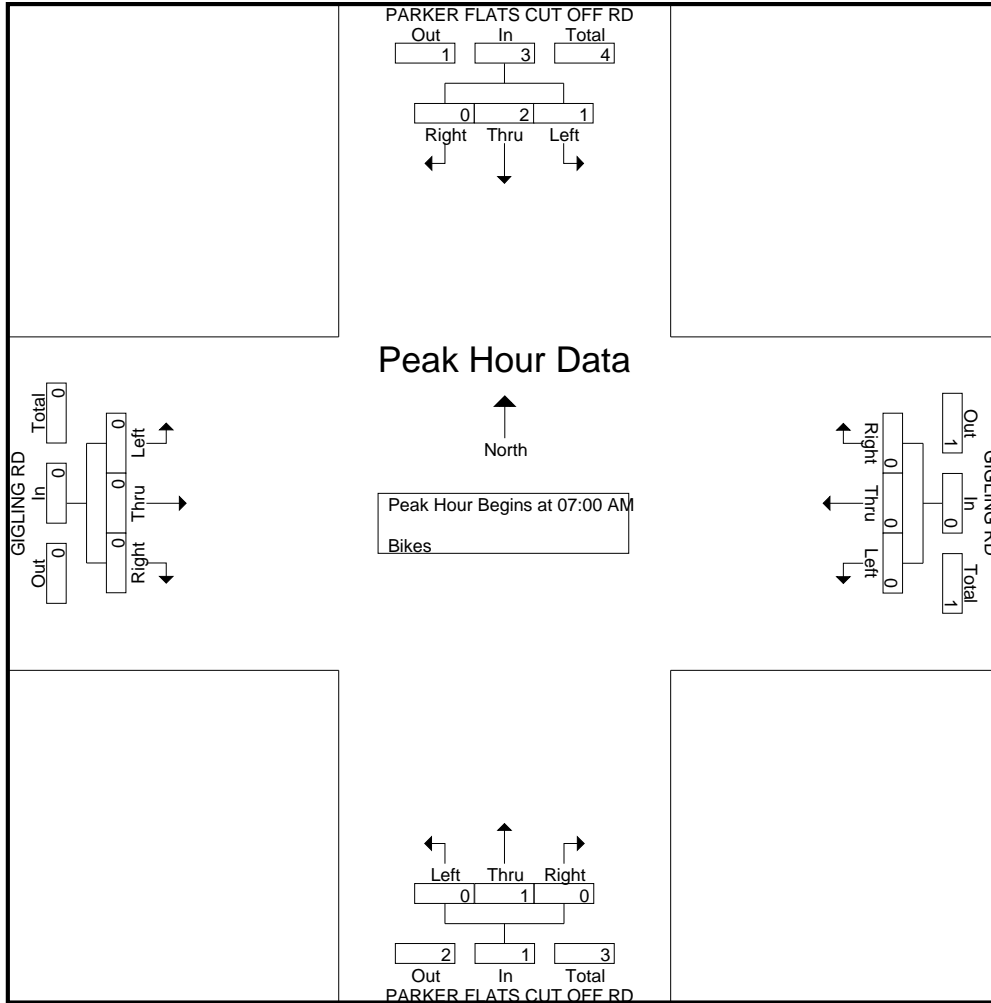 PARKER FLATS CUT OFF RD
Out In Total
1 3 4
0 2 1
Right Thru Left
Peak Hour Data
North
Peak Hour Begins at 07:00 AM
Bikes
GIGLING RD
Out In Total
0 0 0
Right Thru Left
0 0 0
GIGLING RD
Out In Total
1 0 1
Right Thru Left
0 0 0
Left Thru Right
0 1 0
2 1 3
Out In Total
PARKER FLATS CUT OFF RD